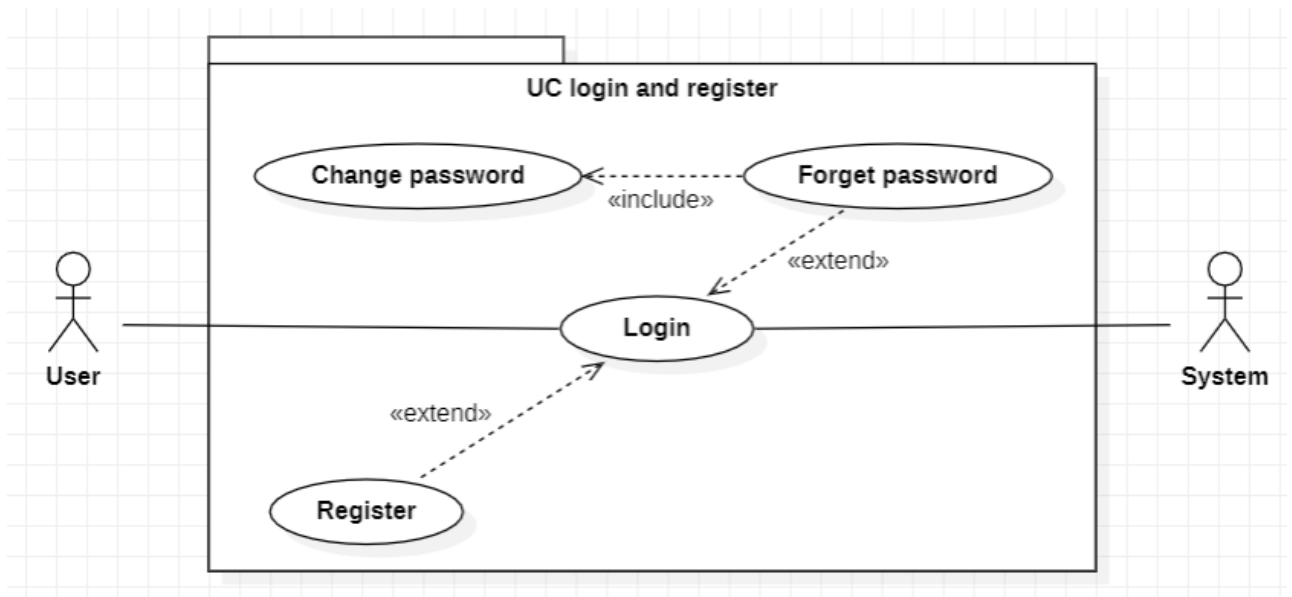 UC login and register
Change password
Forget password
«include»
«extend»
Login
User
System
«extend»
Register